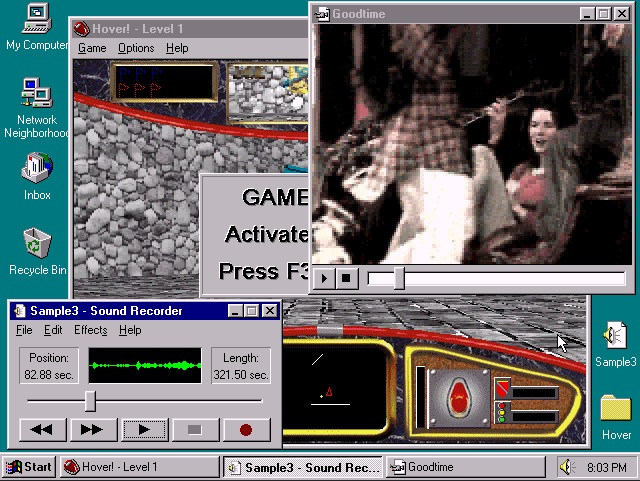 My Computer
Network
Neighborhood
Inbox
Recycle Bin
Hover! - Level 1
Game Options Help
GAME
Activate
Press F3
Goodtime
Sample3 - Sound Recorder
File Edit Effects Help
Position:
82.88 sec.
Length:
321.50 sec.
Sample3
Hover
Start
Hover! - Level 1
Sample3 - Sound Rec...
Goodtime
8:03 PM